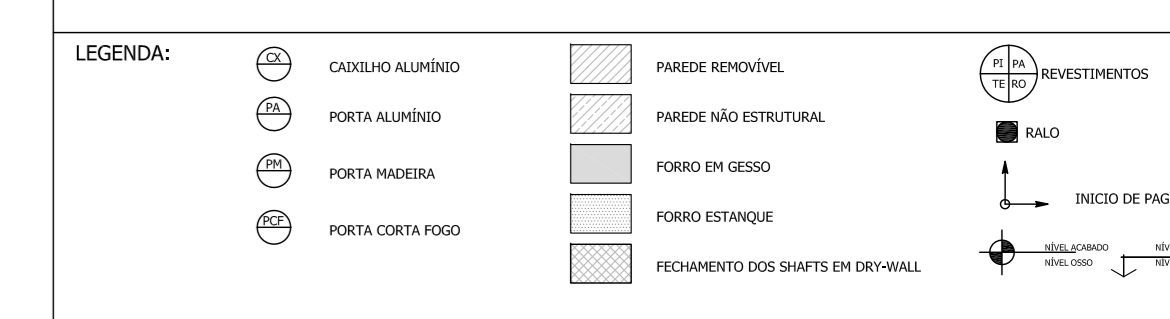 LEGENDA:
CX
CAIXILHO ALUMÍNIO
PA
PORTA ALUMÍNIO
PM
PORTA MADEIRA
PCF
PORTA CORTA FOGO
PAREDE REMOVÍVEL
PAREDE NÃO ESTRUTURAL
FORRO EM GESSO
FORRO ESTANQUE
FECHAMENTO DOS SHAFTS EM DRY-WALL
PI PA
TE RO
REVESTIMENTOS
RALO
INICIO DE PAG
NÍVEL ACABADO
NÍVEL OSSO
NÍV
NÍV